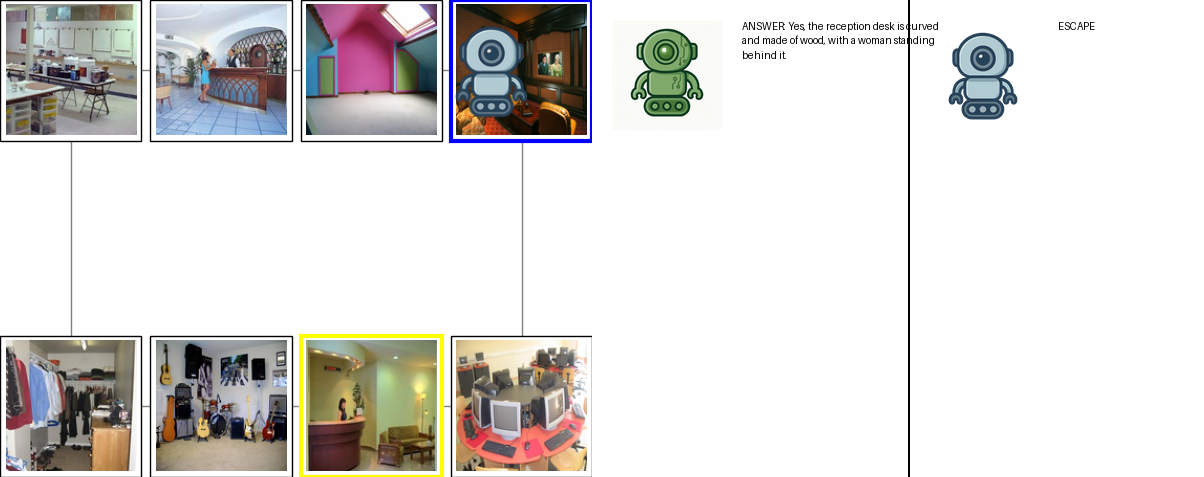 ANSWER: Yes, the reception desk is curved
and made of wood, with a woman standing
behind it.
ESCAPE